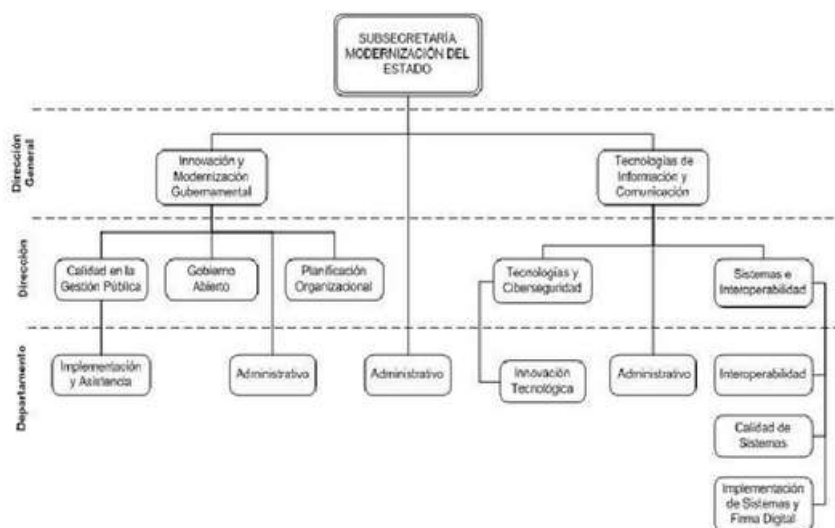 SUBSECRETARÍA
MODERNIZACIÓN DEL
ESTADO
Dirección
General
Innovación y
Modernización
Gubernamental
Tecnologías de
Información y
Comunicación
Dirección
Calidad en la
Gestión Pública
Gobierno
Abierto
Planificación
Organizacional
Tecnologías y
Ciberseguridad
Sistemas e
Interoperabilidad
Departamento
Implementación
y Asistencia
Administrativo
Administrativo
Innovación
Tecnológica
Administrativo
Interoperabilidad
Calidad de
Sistemas
Implementación
de Sistemas y
Firma Digital